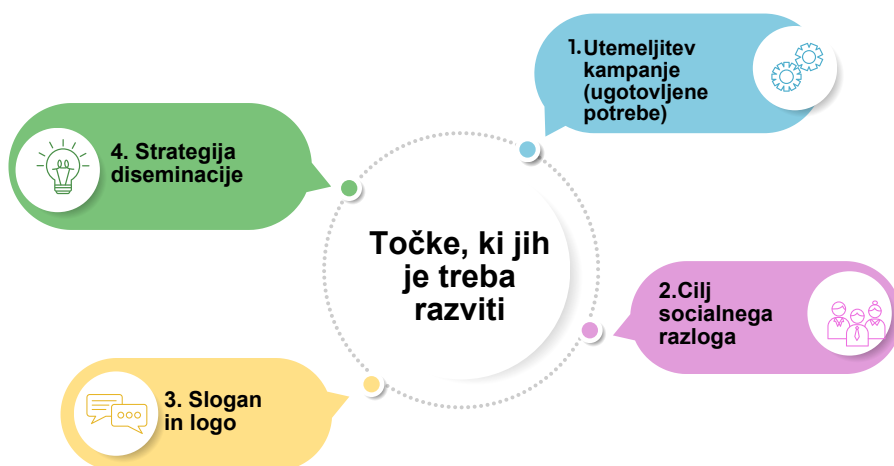 Točke, ki jih
je treba
razviti
1.Utemeljitev
kampanje
(ugotovljene
potrebe)
2.Cilj
socialnega
razloga
3. Slogan
in logo
4. Strategija
diseminacije